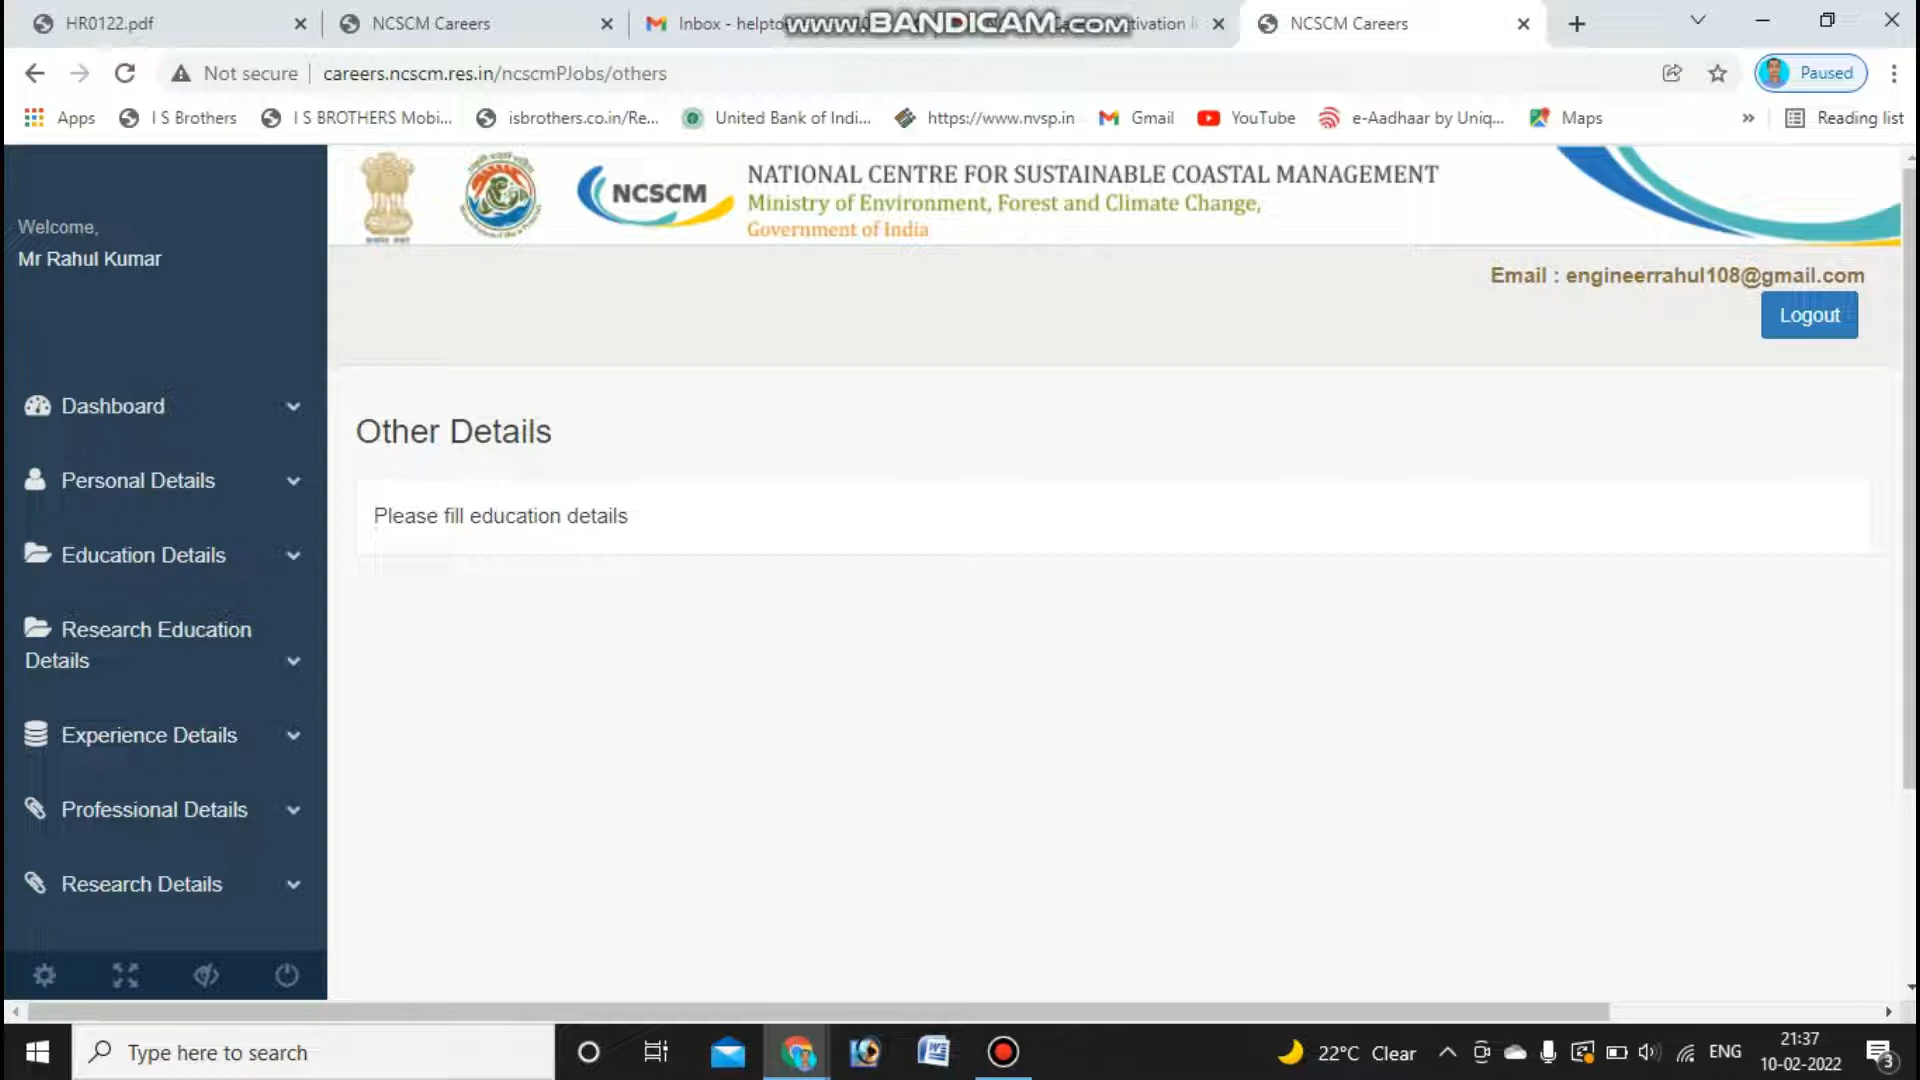 HR0122.pdf
NCSCM Careers
Inbox - helpto
www.BANDICAM.com
tivation l
NCSCM Careers
Not secure
careers.ncscm.res.in/ncscmPJobs/others
Paused
Apps
I S Brothers
I S BROTHERS Mobi...
isbrothers.co.in/Re...
United Bank of Indi...
https://www.nvsp.in
Gmail
YouTube
e-Aadhaar by Uniq...
Maps
»
Reading list
Welcome,
Mr Rahul Kumar
NCSCM
NATIONAL CENTRE FOR SUSTAINABLE COASTAL MANAGEMENT
Ministry of Environment, Forest and Climate Change,
Government of India
Email : engineerrahul108@gmail.com
Logout
Dashboard
Personal Details
Education Details
Research Education
Details
Experience Details
Professional Details
Research Details
Other Details
Please fill education details
Type here to search
22°C Clear
ENG
21:37
10-02-2022
3